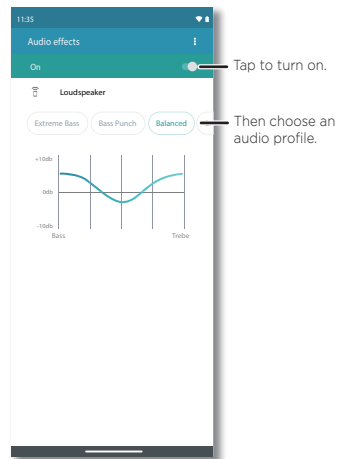 11:35
Audio effects
On
Tap to turn on.
Loudspeaker
Extreme Bass
Bass Punch
Balanced
Then choose an
audio profile.
+10db
0db
-10db
Bass
Trebe